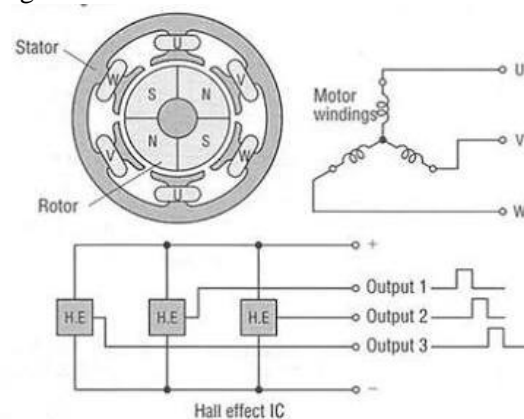 Stator
U
W
V
S
N
N
S
V
W
U
Rotor
Motor
windings
U
V
W
+
H.E
H.E
H.E
Output 1
Output 2
Output 3
−
Hall effect IC